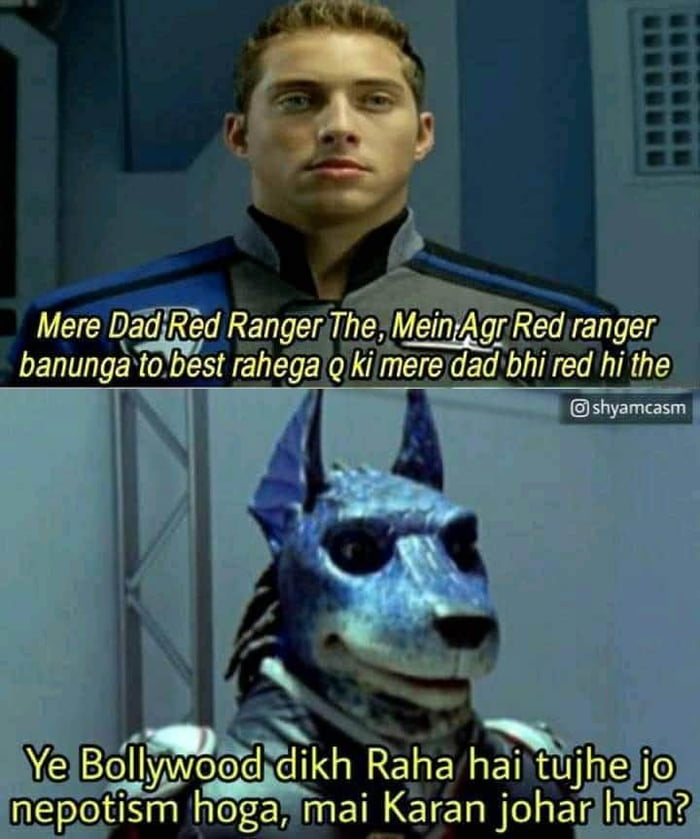 Mere Dad Red Ranger The, Mein Agr Red ranger
banunga to best rahega Q ki mere dad bhi red hi the
shyamcasm
Ye Bollywood dikh Raha hai tujhe jo
nepotism hoga, mai Karan johar hun?